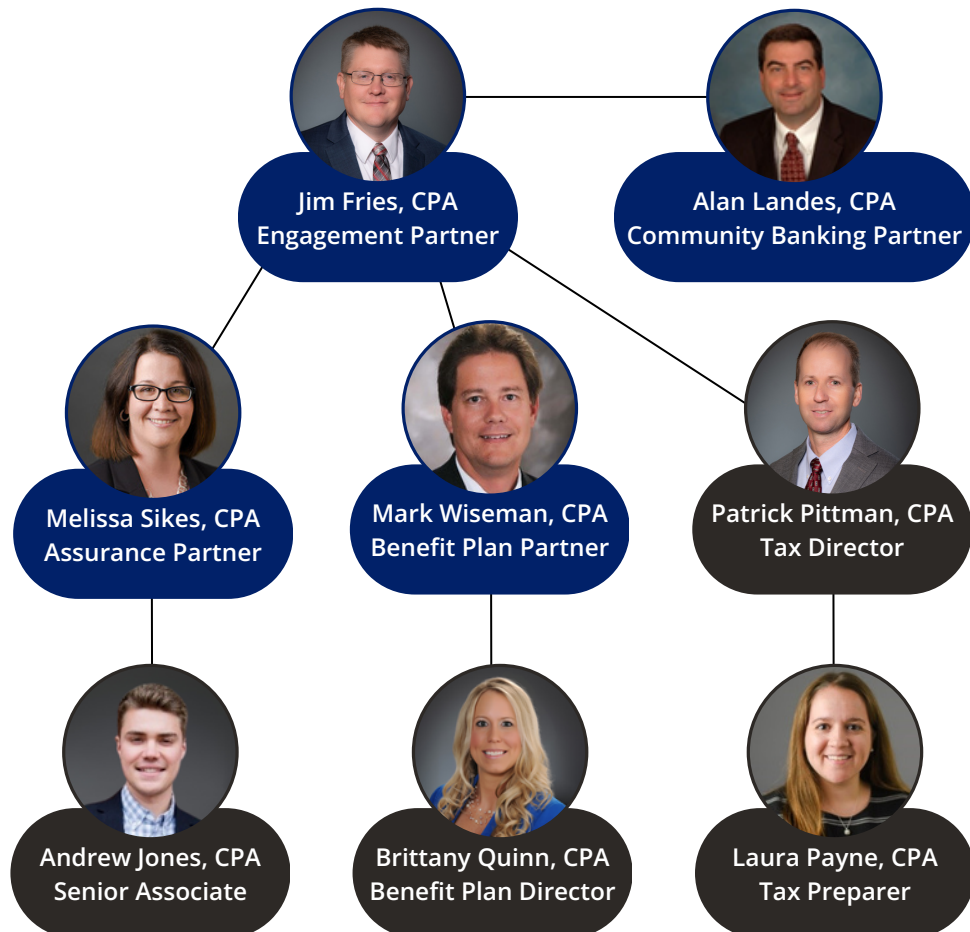 Jim Fries, CPA
Engagement Partner
Alan Landes, CPA
Community Banking Partner
Melissa Sikes, CPA
Assurance Partner
Mark Wiseman, CPA
Benefit Plan Partner
Patrick Pittman, CPA
Tax Director
Andrew Jones, CPA
Senior Associate
Brittany Quinn, CPA
Benefit Plan Director
Laura Payne, CPA
Tax Preparer